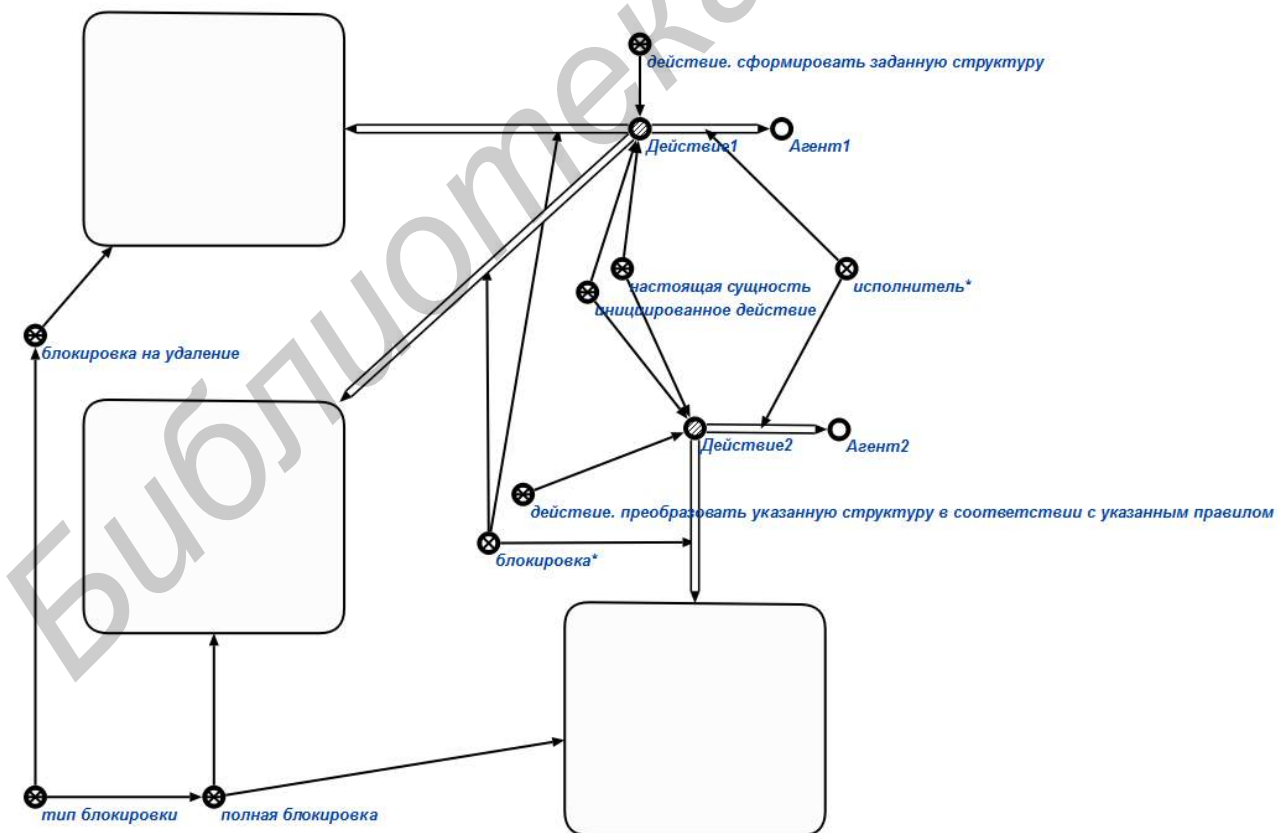 действие. сформировать заданную структуру
Действие1
Агент1
настоящая сущность
исполнитель*
инициированное действие
блокировка на удаление
Действие2
Агент2
действие. преобразовать указанную структуру в соответствии с указанным правилом
блокировка*
тип блокировки
полная блокировка
Библиотека